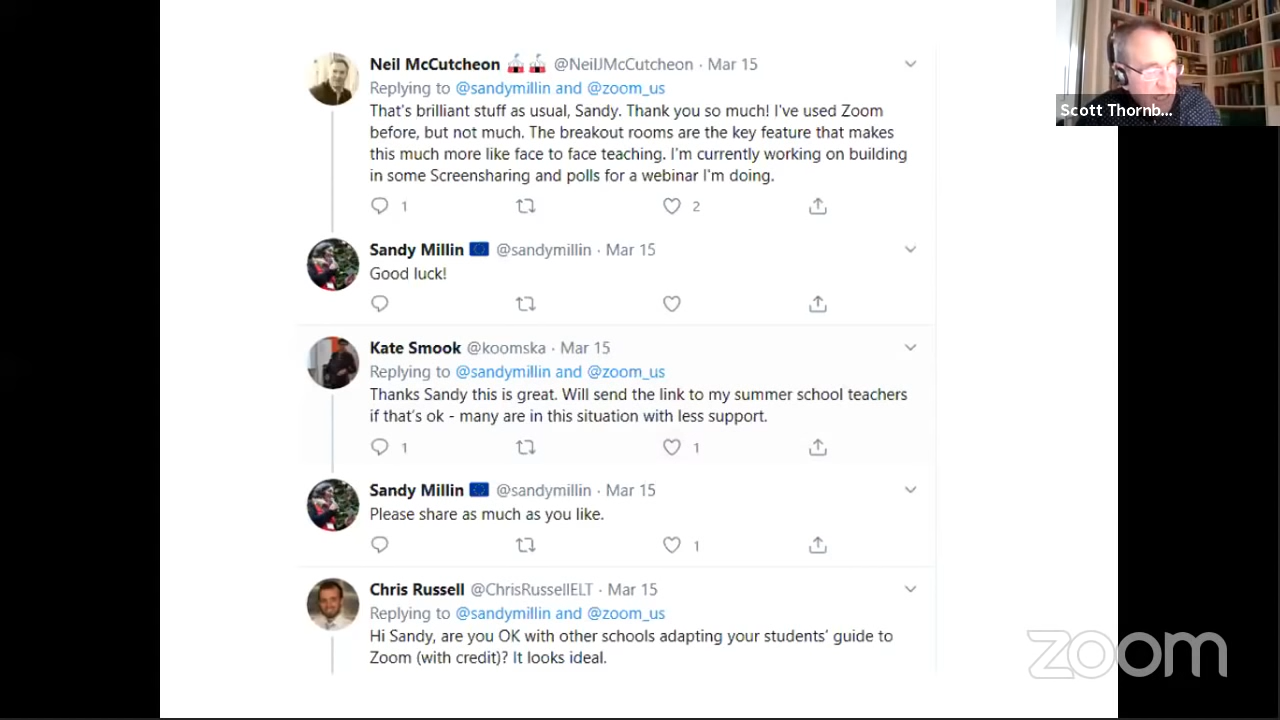 Neil McCutcheon @NeilJMcCutcheon · Mar 15
Replying to @sandymillin and @zoom_us
That's brilliant stuff as usual, Sandy. Thank you so much! I've used Zoom
before, but not much. The breakout rooms are the key feature that makes
this much more like face to face teaching. I'm currently working on building
in some Screensharing and polls for a webinar I'm doing.
1 2
Sandy Millin @sandymillin · Mar 15
Good luck!
Kate Smook @koomska · Mar 15
Replying to @sandymillin and @zoom_us
Thanks Sandy this is great. Will send the link to my summer school teachers
if that's ok - many are in this situation with less support.
1 1
Sandy Millin @sandymillin · Mar 15
Please share as much as you like.
1
Chris Russell @ChrisRussellELT · Mar 15
Replying to @sandymillin and @zoom_us
Hi Sandy, are you OK with other schools adapting your students' guide to
Zoom (with credit)? It looks ideal.
Scott Thornb...
zoom